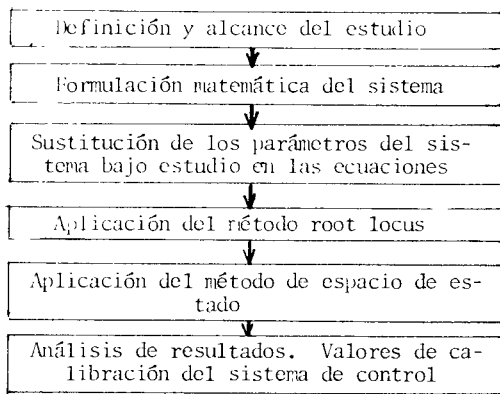 Definición y alcance del estudio
Formulación matemática del sistema
Sustitución de los parámetros del sis-
tema bajo estudio en las ecuaciones
Aplicación del método root locus
Aplicación del método de espacio de es-
tado
Análisis de resultados. Valores de ca-
libración del sistema de control